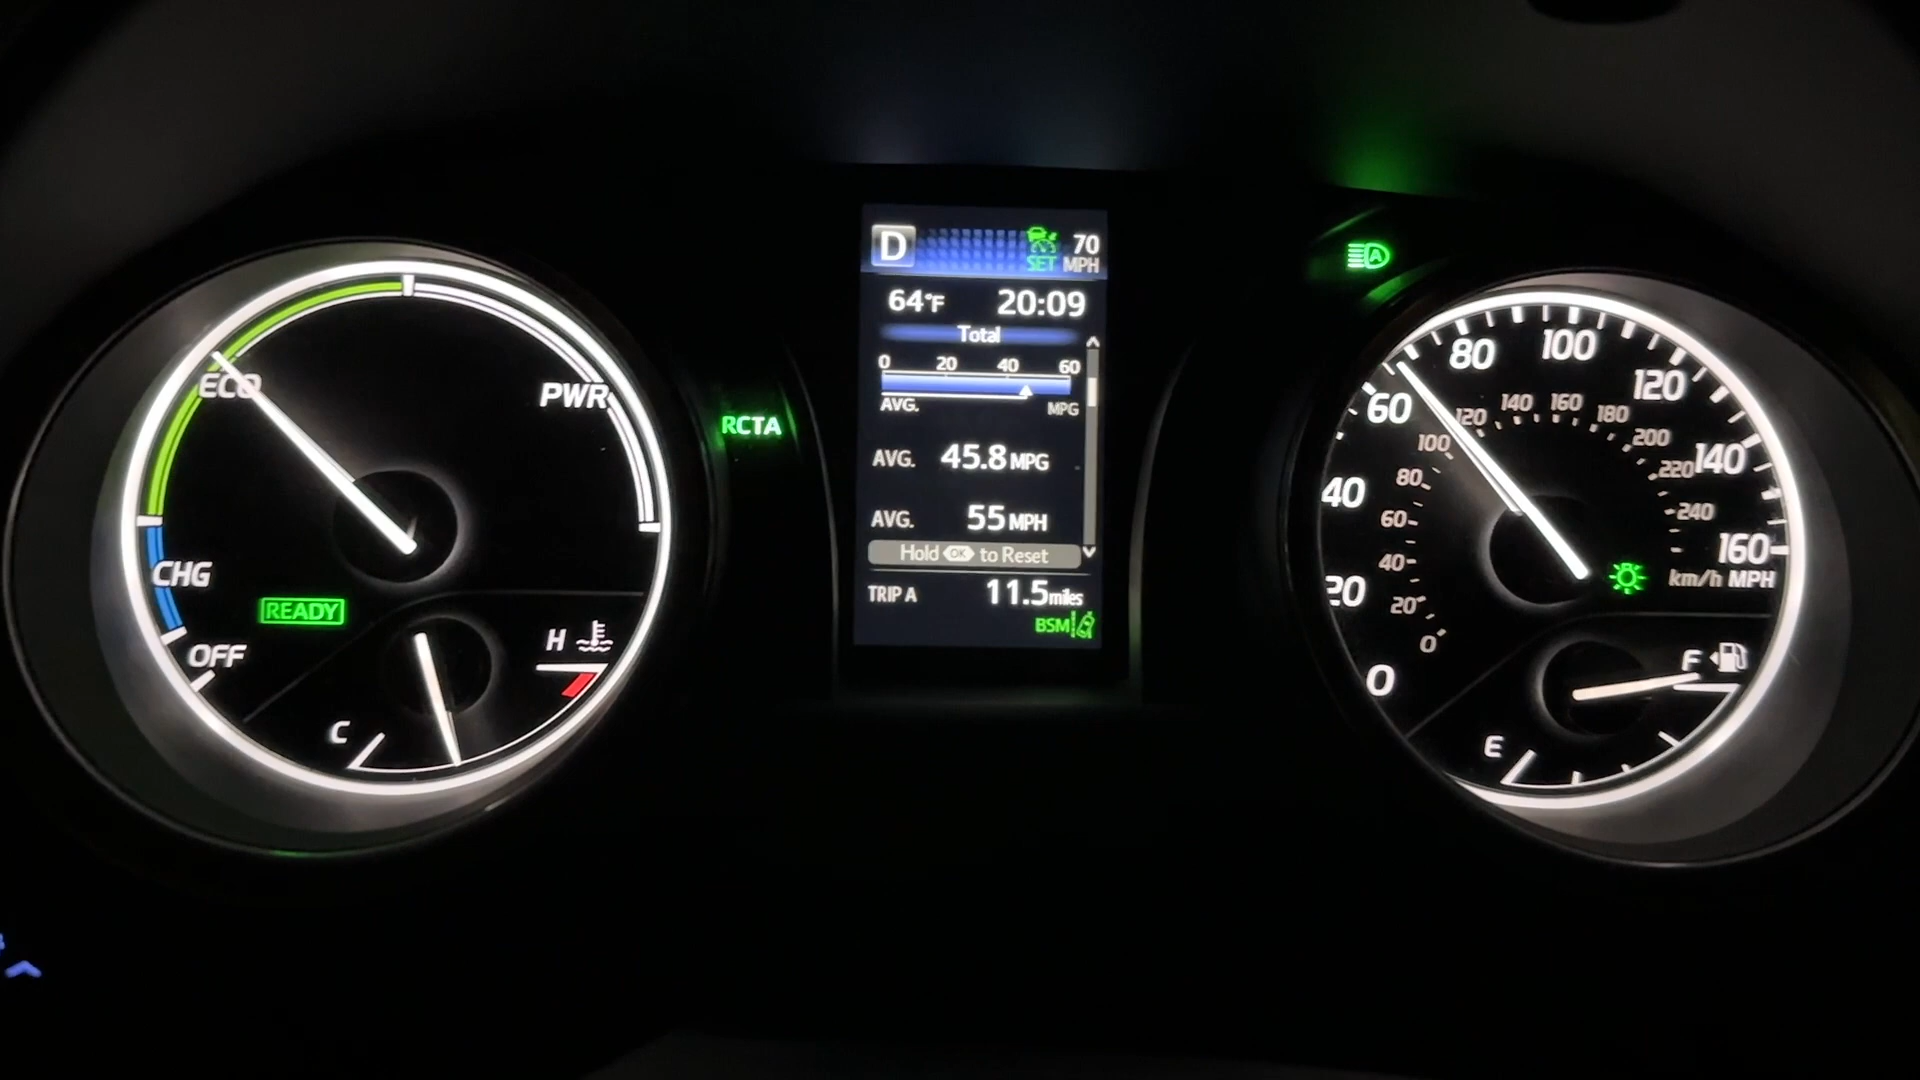 ECO
PWR
CHG
OFF
READY
H
C
RCTA
D
SET
70
MPH
64°F 20:09
Total
0 20 40 60
AVG. MPG
AVG. 45.8 MPG
AVG. 55 MPH
Hold OK to Reset
TRIP A 11.5 miles
BSM
A
0 20 40 60 80 100 120 140 160
0 20 40 60 80 100 120 140 160 180 200 220 240
km/h MPH
F
E